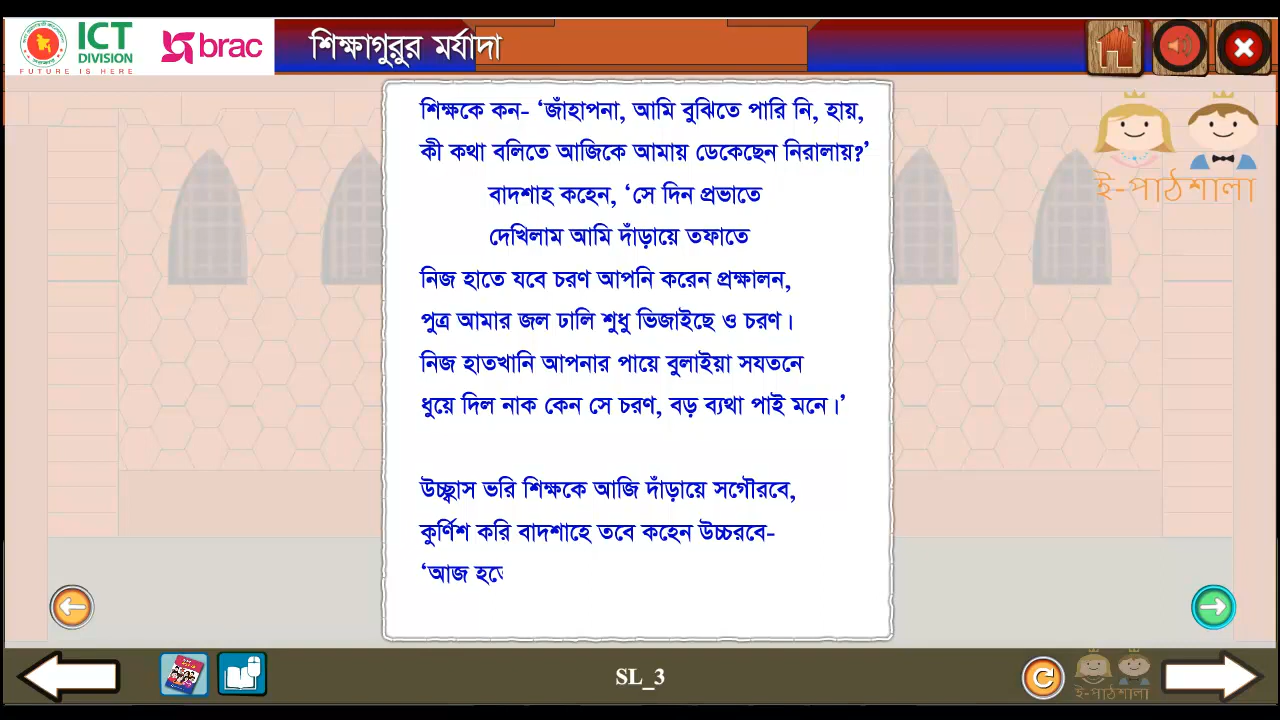 ICT
DIVISION
FUTURE IS HERE
brac
শিক্ষাগুরুর মর্যাদা
শিক্ষকে কন- ‘জাঁহাপনা, আমি বুঝিতে পারি নি, হায়,
কী কথা বলিতে আজিকে আমায় ডেকেছেন নিরালায়?’
বাদশাহ কহেন, ‘সে দিন প্রভাতে
দেখিলাম আমি দাঁড়ায়ে তফাতে
নিজ হাতে যবে চরণ আপনি করেন প্রক্ষালন,
পুত্র আমার জল ঢালি শুধু ভিজাইছে ও চরণ।
নিজ হাতখানি আপনার পায়ে বুলাইয়া সযতনে
ধুয়ে দিল নাক কেন সে চরণ, বড় ব্যথা পাই মনে।’
উচ্ছ্বাস ভরি শিক্ষকে আজি দাঁড়ায়ে সগৌরবে,
কুর্ণিশ করি বাদশাহে তবে কহেন উচ্চরবে-
‘আজ হতে
ই-পাঠশালা
SL_3
ই-পাঠশালা